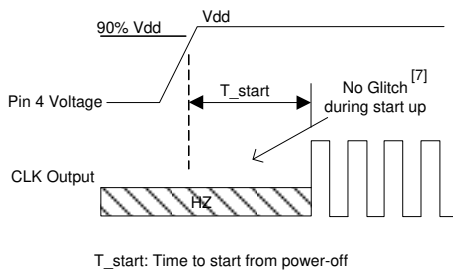 Vdd
90% Vdd
T_start
No Glitch [7]
during start up
Pin 4 Voltage
CLK Output
HZ
T_start: Time to start from power-off